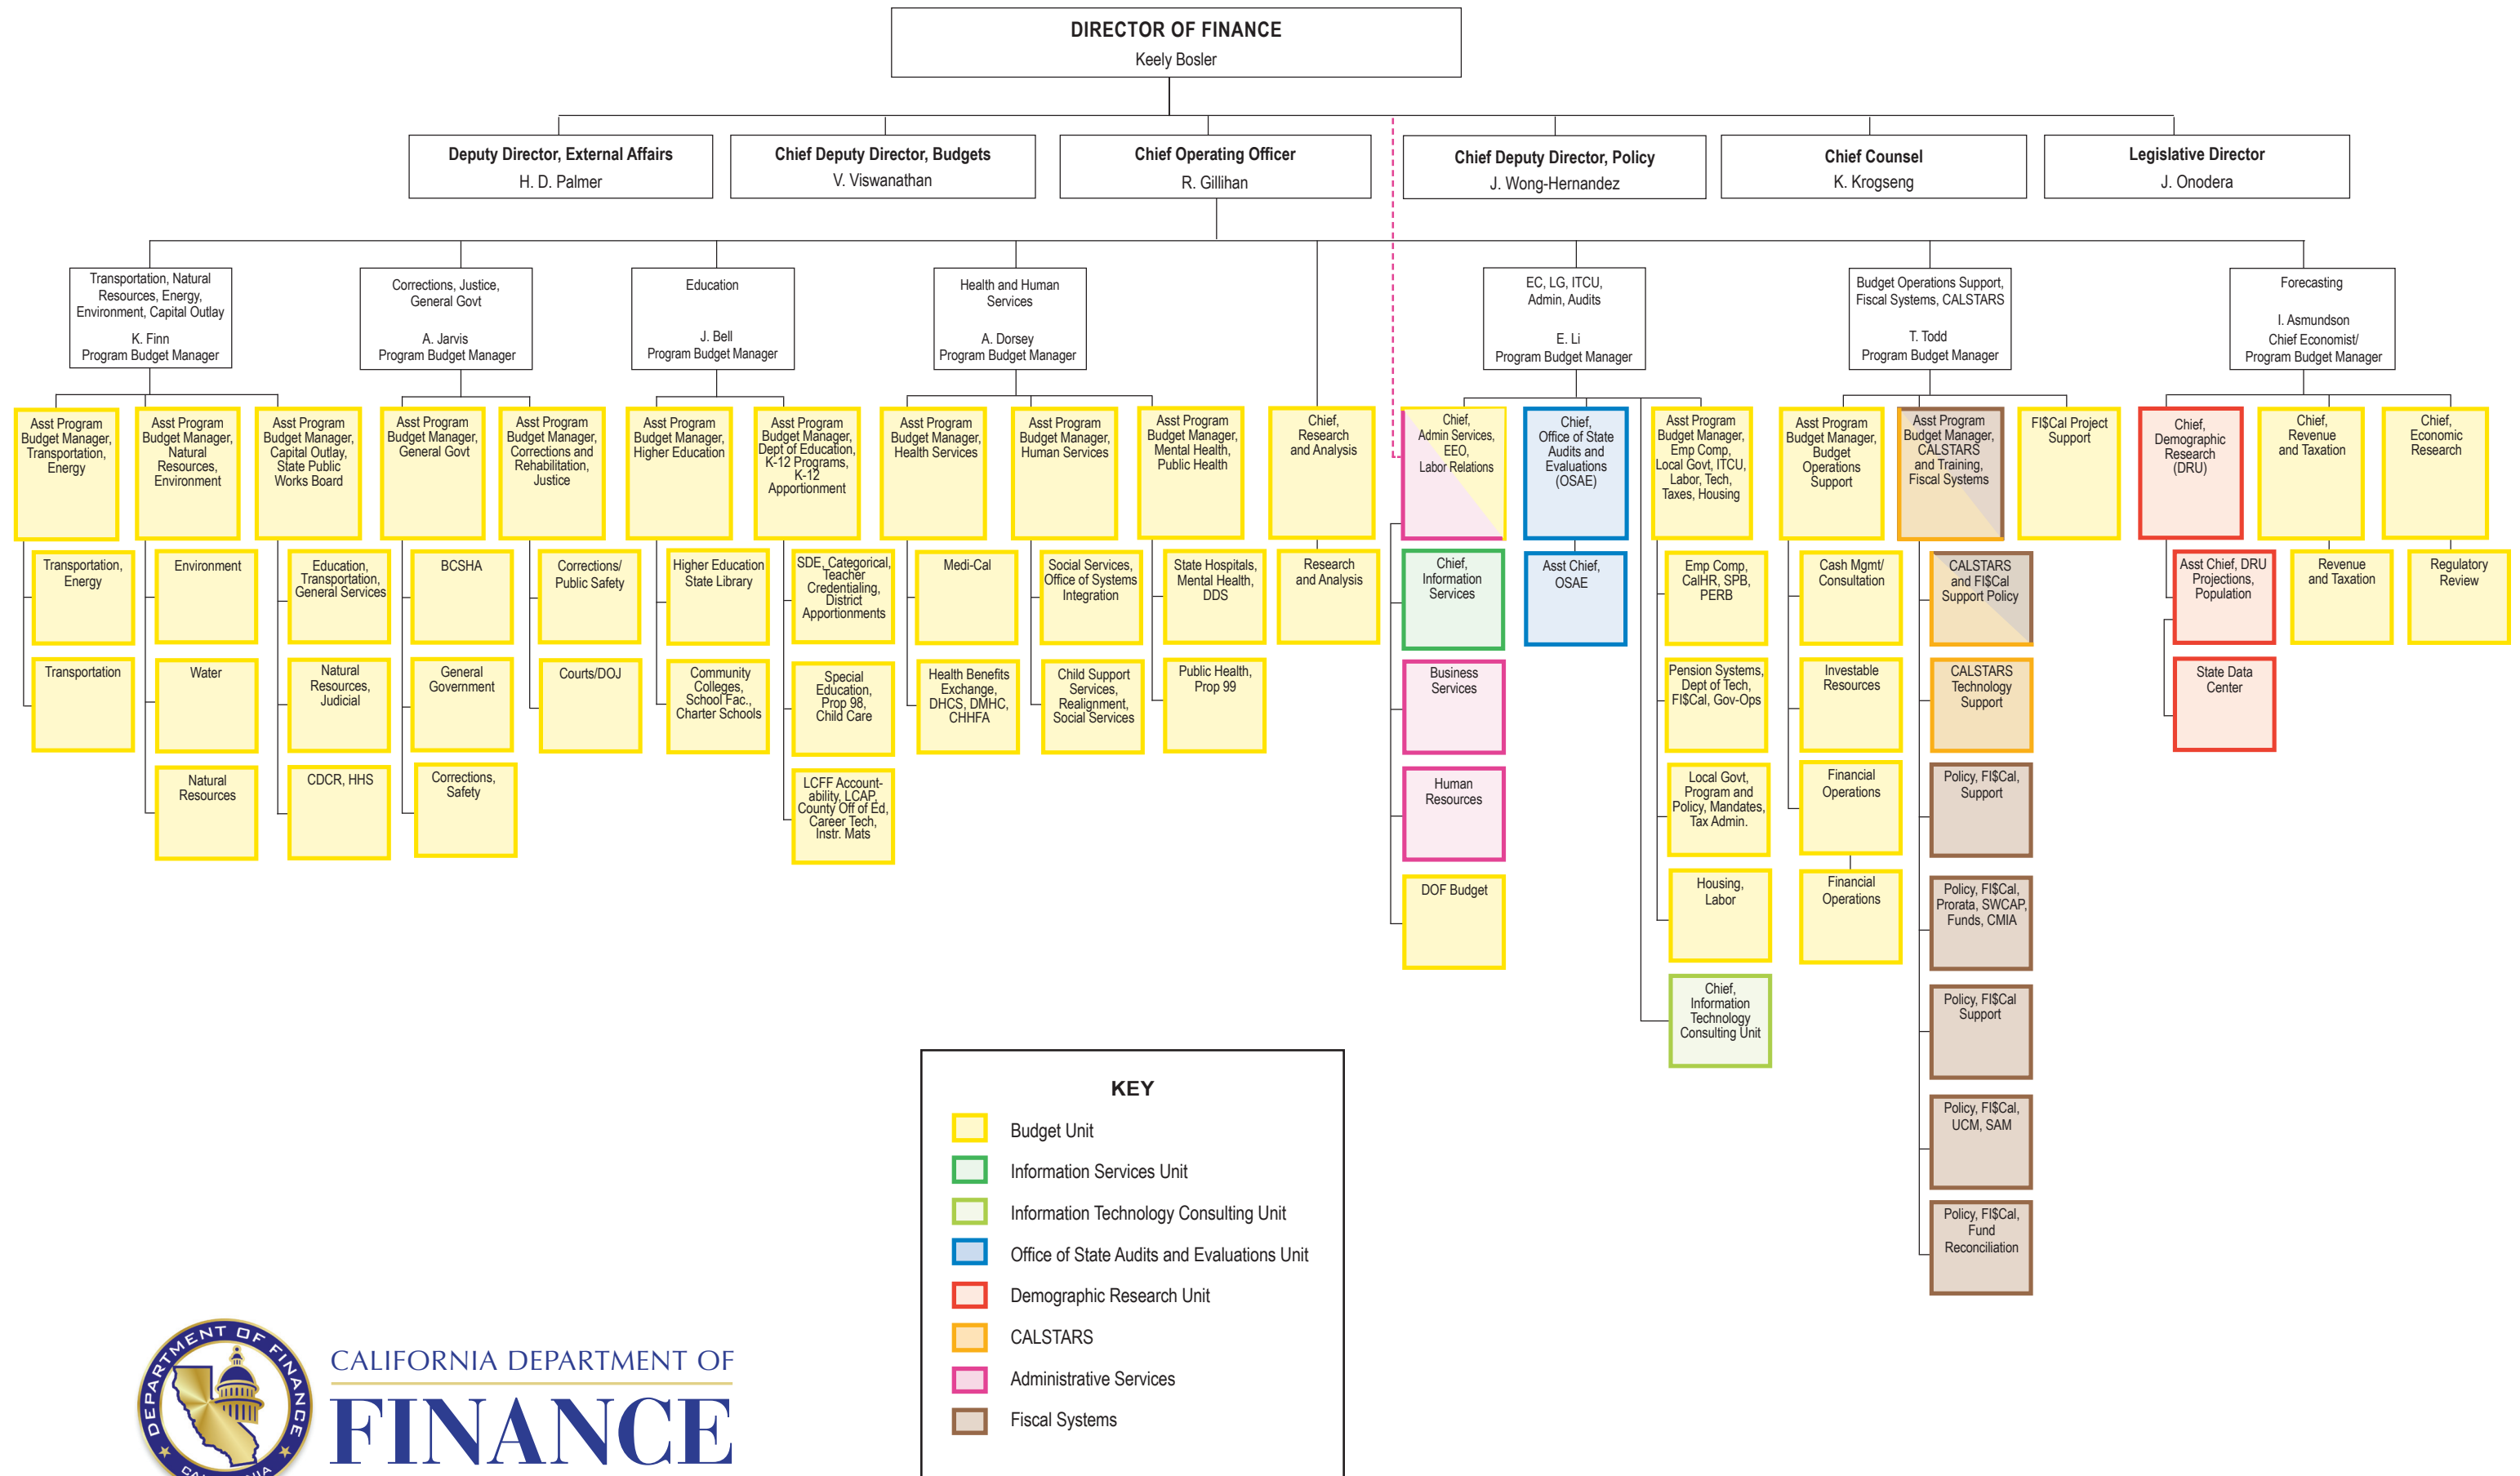 DIRECTOR OF FINANCE
Keely Bosler
Deputy Director, External Affairs
H. D. Palmer
Chief Deputy Director, Budgets
V. Viswanathan
Chief Operating Officer
R. Gillihan
Chief Deputy Director, Policy
J. Wong-Hernandez
Chief Counsel
K. Krogseng
Legislative Director
J. Onodera
Transportation, Natural
Resources, Energy,
Environment, Capital Outlay
K. Finn
Program Budget Manager
Corrections, Justice,
General Govt
A. Jarvis
Program Budget Manager
Education
J. Bell
Program Budget Manager
Health and Human
Services
A. Dorsey
Program Budget Manager
EC, LG, ITCU,
Admin, Audits
E. Li
Program Budget Manager
Budget Operations Support,
Fiscal Systems, CALSTARS
T. Todd
Program Budget Manager
Forecasting
I. Asmundson
Chief Economist/
Program Budget Manager
Asst Program
Budget Manager,
Transportation,
Energy
Asst Program
Budget Manager,
Natural
Resources,
Environment
Asst Program
Budget Manager,
Capital Outlay,
State Public
Works Board
Asst Program
Budget Manager,
General Govt
Asst Program
Budget Manager,
Corrections and
Rehabilitation,
Justice
Asst Program
Budget Manager,
Higher Education
Asst Program
Budget Manager,
Dept of Education,
K-12 Programs,
K-12
Apportionment
Asst Program
Budget Manager,
Health Services
Asst Program
Budget Manager,
Human Services
Asst Program
Budget Manager,
Mental Health,
Public Health
Chief,
Research
and Analysis
Chief,
Admin Services,
EEO,
Labor Relations
Chief,
Office of State
Audits and
Evaluations
(OSAE)
Asst Program
Budget Manager,
Emp Comp,
Local Govt, ITCU,
Labor, Tech,
Taxes, Housing
Asst Program
Budget Manager,
Budget
Operations
Support
Asst Program
Budget Manager,
CALSTARS
and Training,
Fiscal Systems
FI$Cal Project
Support
Chief,
Demographic
Research
(DRU)
Chief,
Revenue
and Taxation
Chief,
Economic
Research
Transportation,
Energy
Environment
Education,
Transportation,
General Services
BCSHA
Corrections/
Public Safety
Higher Education
State Library
SDE, Categorical,
Teacher
Credentialing,
District
Apportionments
Medi-Cal
Social Services,
Office of Systems
Integration
State Hospitals,
Mental Health,
DDS
Research
and Analysis
Chief,
Information
Services
Asst Chief,
OSAE
Emp Comp,
CalHR, SPB,
PERB
Cash Mgmt/
Consultation
CALSTARS
and FI$Cal
Support Policy
Asst Chief, DRU
Projections,
Population
Revenue
and Taxation
Regulatory
Review
Transportation
Water
Natural
Resources,
Judicial
General
Government
Courts/DOJ
Community
Colleges,
School Fac.,
Charter Schools
Special
Education,
Prop 98,
Child Care
Health Benefits
Exchange,
DHCS, DMHC,
CHHFA
Child Support
Services,
Realignment,
Social Services
Public Health,
Prop 99
Business
Services
Pension Systems,
Dept of Tech,
FI$Cal, Gov-Ops
Investable
Resources
CALSTARS
Technology
Support
State Data
Center
Natural
Resources
CDCR, HHS
Corrections,
Safety
LCFF Account-
ability, LCAP,
County Off of Ed,
Career Tech,
Instr. Mats
Human
Resources
Local Govt,
Program and
Policy, Mandates,
Tax Admin.
Financial
Operations
Policy, FI$Cal,
Support
DOF Budget
Housing,
Labor
Financial
Operations
Policy, FI$Cal,
Prorata, SWCAP,
Funds, CMIA
Chief,
Information
Technology
Consulting Unit
Policy, FI$Cal
Support
Policy, FI$Cal,
UCM, SAM
Policy, FI$Cal,
Fund
Reconciliation
KEY
Budget Unit
Information Services Unit
Information Technology Consulting Unit
Office of State Audits and Evaluations Unit
Demographic Research Unit
CALSTARS
Administrative Services
Fiscal Systems
DEPARTMENT OF FINANCE
CALIFORNIA DEPARTMENT OF
FINANCE